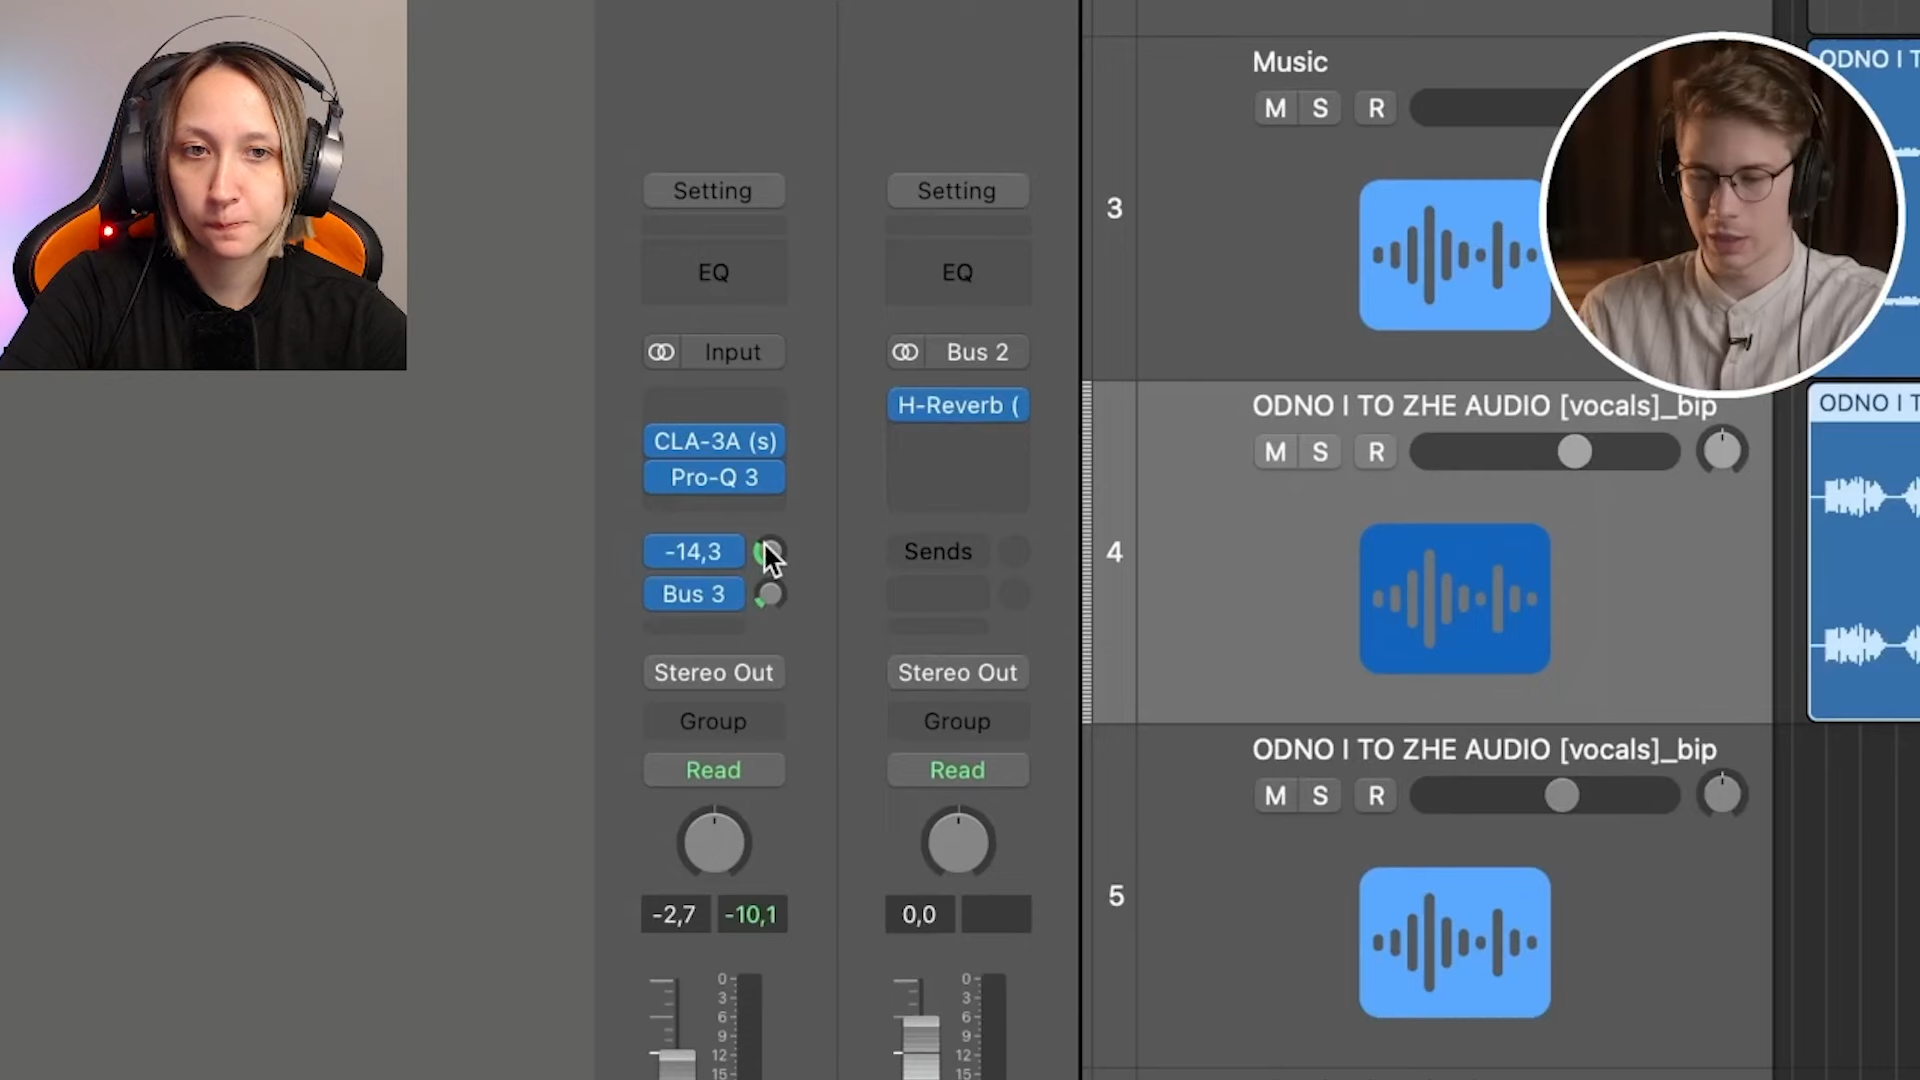 Setting
EQ
Input
CLA-3A (s)
Pro-Q 3
-14,3
Bus 3
Stereo Out
Group
Read
-2,7
-10,1
0
3
6
9
12
15
Setting
EQ
Bus 2
H-Reverb (
Sends
Stereo Out
Group
Read
0,0
0
3
6
9
12
15
3
Music
M S R
4
ODNO I TO ZHE AUDIO [vocals]_bip
M S R
5
ODNO I TO ZHE AUDIO [vocals]_bip
M S R
ODNO I T
ODNO I T